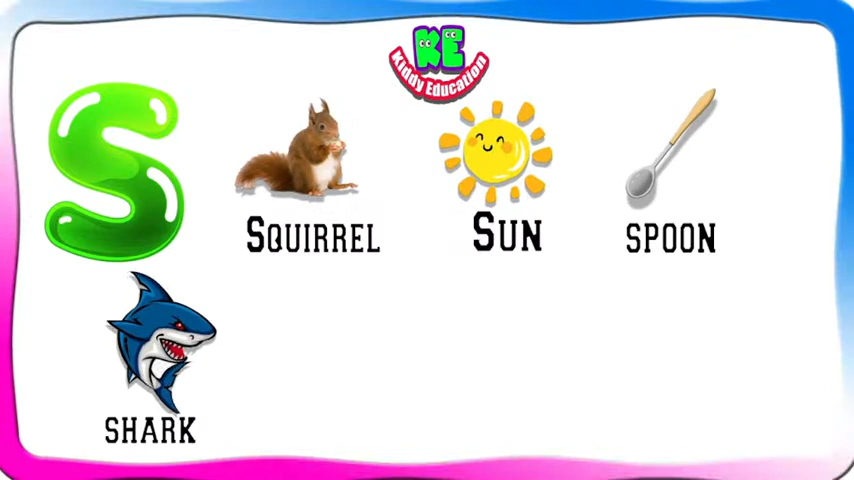 KE
Kiddy Education
S
SQUIRREL
SUN
SPOON
SHARK